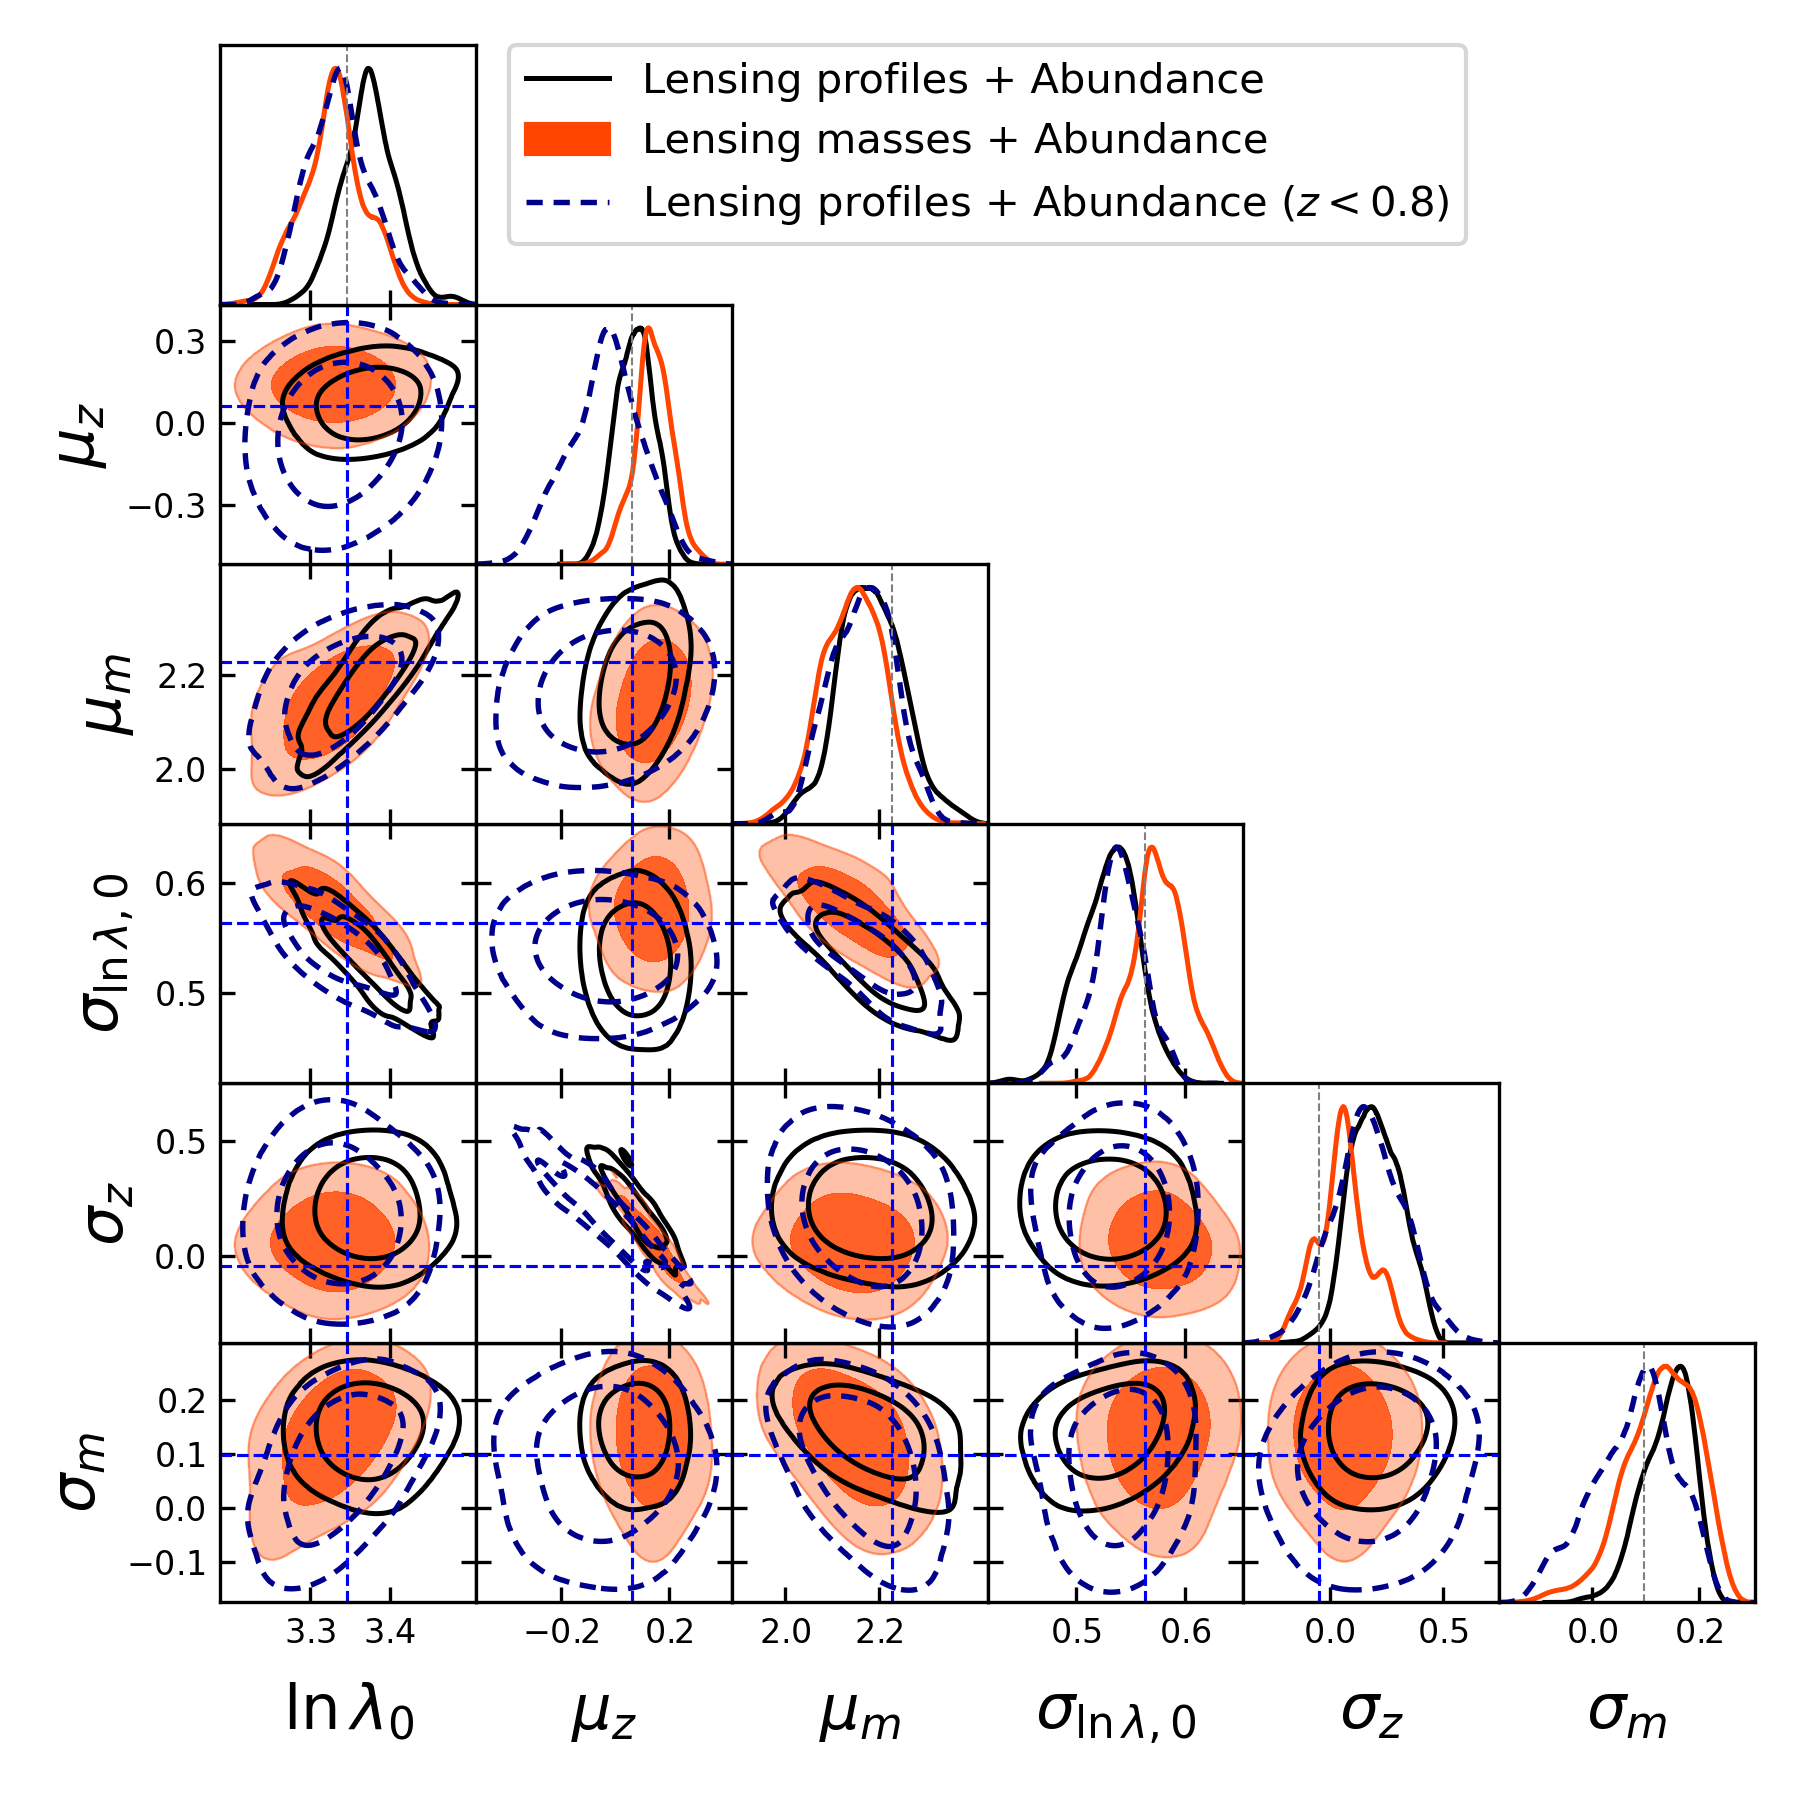 Lensing profiles + Abundance
Lensing masses + Abundance
Lensing profiles + Abundance (z < 0.8)
0.3
0.0
−0.3
μz
2.2
2.0
μm
0.6
0.5
σln λ, 0
0.5
0.0
σz
0.2
0.1
0.0
−0.1
σm
3.3 3.4 −0.2 0.2 2.0 2.2 0.5 0.6 0.0 0.5 0.0 0.2
ln λ0 μz μm σln λ, 0 σz σm